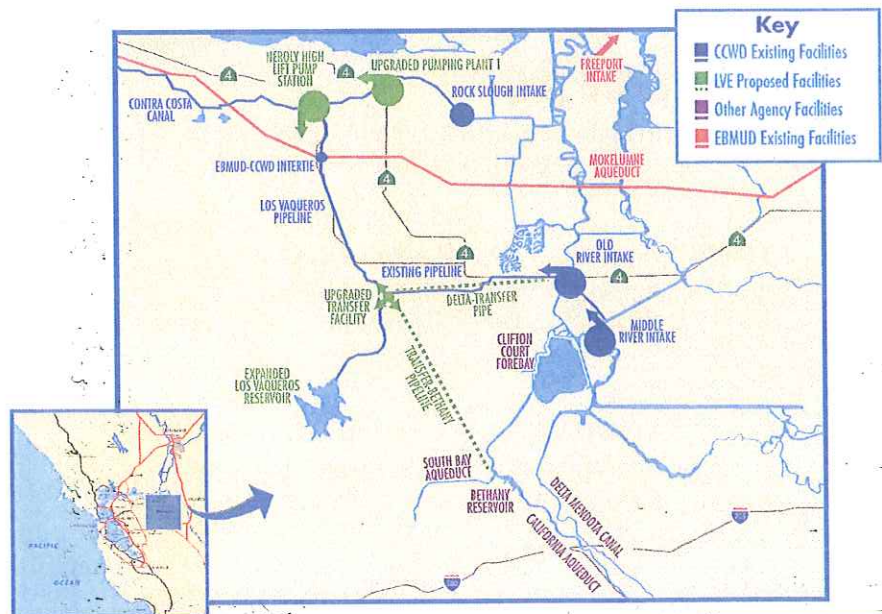 Key
CCWD Existing Facilities
LVE Proposed Facilities
Other Agency Facilities
EBMUD Existing Facilities
NEROLY HIGH
LIFT PUMP
STATION
UPGRADED PUMPING PLANT 1
FREEPORT
INTAKE
4
4
ROCK SLOUGH INTAKE
CONTRA COSTA
CANAL
EBMUD-CCWD INTERTIE
4
MOKELUMNE
AQUEDUCT
LOS VAQUEROS
PIPELINE
4
OLD
RIVER INTAKE
4
EXISTING PIPELINE
4
UPGRADED
TRANSFER
FACILITY
DELTA-TRANSFER
PIPE
MIDDLE
RIVER INTAKE
CLIFTON
COURT
FOREBAY
EXPANDED
LOS VAQUEROS
RESERVOIR
TRANSFER-BETHANY
PIPELINE
SOUTH BAY
AQUEDUCT
BETHANY
RESERVOIR
DELTA MENDOTA CANAL
CALIFORNIA AQUEDUCT
PACIFIC
OCEAN